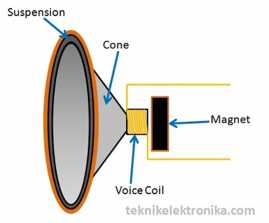 Suspension
Cone
Magnet
Voice Coil
teknikelektronika.com